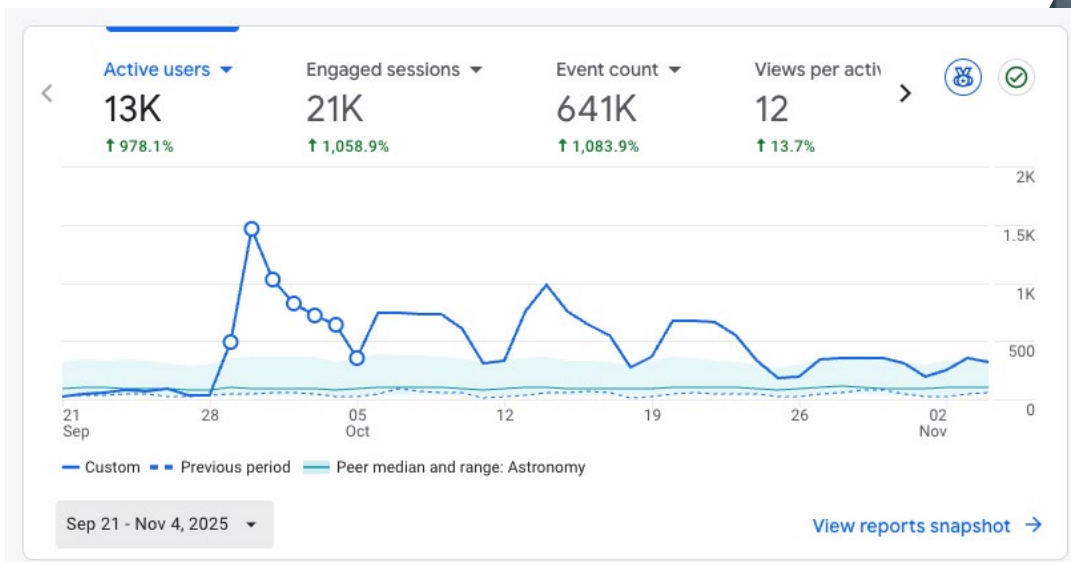 Active users
Engaged sessions
Event count
Views per activ
13K
21K
641K
12
↑ 978.1%
↑ 1,058.9%
↑ 1,083.9%
↑ 13.7%
2K
1.5K
1K
500
0
21
Sep
28
05
Oct
12
19
26
02
Nov
Custom
Previous period
Peer median and range: Astronomy
Sep 21 - Nov 4, 2025
View reports snapshot →